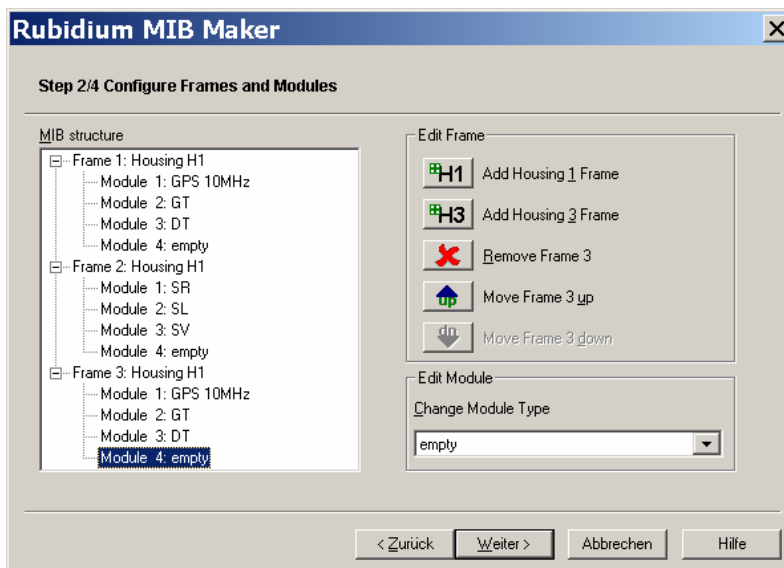 Rubidium MIB Maker
Step 2/4 Configure Frames and Modules
MIB structure
Frame 1: Housing H1
Module 1: GPS 10MHz
Module 2: GT
Module 3: DT
Module 4: empty
Frame 2: Housing H1
Module 1: SR
Module 2: SL
Module 3: SV
Module 4: empty
Frame 3: Housing H1
Module 1: GPS 10MHz
Module 2: GT
Module 3: DT
Module 4: empty
Edit Frame
H1 Add Housing 1 Frame
H3 Add Housing 3 Frame
Remove Frame 3
up Move Frame 3 up
dn Move Frame 3 down
Edit Module
Change Module Type
empty
< Zurück Weiter > Abbrechen Hilfe